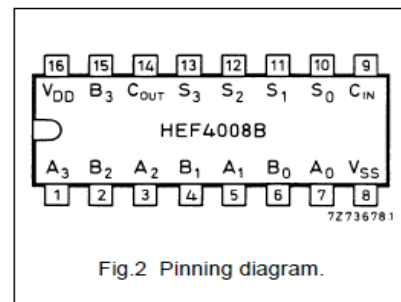 16 15 14 13 12 11 10 9
VDD B3 COUT S3 S2 S1 S0 CIN
HEF4008B
A3 B2 A2 B1 A1 B0 A0 VSS
1 2 3 4 5 6 7 8
7Z73678.1
Fig.2 Pinning diagram.